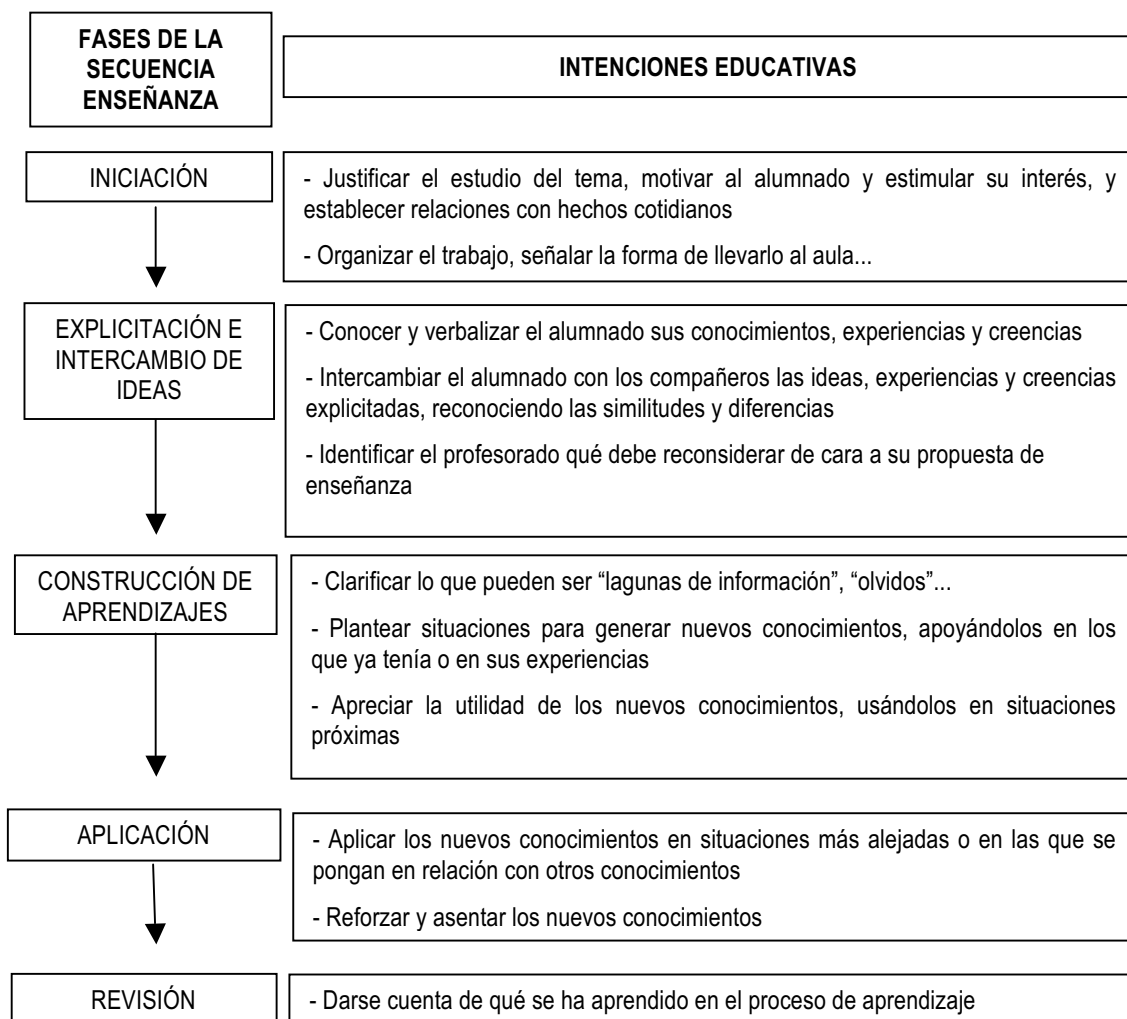 FASES DE LA
SECUENCIA
ENSEÑANZA
INTENCIONES EDUCATIVAS
INICIACIÓN
- Justificar el estudio del tema, motivar al alumnado y estimular su interés, y
establecer relaciones con hechos cotidianos
- Organizar el trabajo, señalar la forma de llevarlo al aula...
EXPLICITACIÓN E
INTERCAMBIO DE
IDEAS
- Conocer y verbalizar el alumnado sus conocimientos, experiencias y creencias
- Intercambiar el alumnado con los compañeros las ideas, experiencias y creencias
explicitadas, reconociendo las similitudes y diferencias
- Identificar el profesorado qué debe reconsiderar de cara a su propuesta de
enseñanza
CONSTRUCCIÓN DE
APRENDIZAJES
- Clarificar lo que pueden ser “lagunas de información”, “olvidos”...
- Plantear situaciones para generar nuevos conocimientos, apoyándolos en los
que ya tenía o en sus experiencias
- Apreciar la utilidad de los nuevos conocimientos, usándolos en situaciones
próximas
APLICACIÓN
- Aplicar los nuevos conocimientos en situaciones más alejadas o en las que se
pongan en relación con otros conocimientos
- Reforzar y asentar los nuevos conocimientos
REVISIÓN
- Darse cuenta de qué se ha aprendido en el proceso de aprendizaje